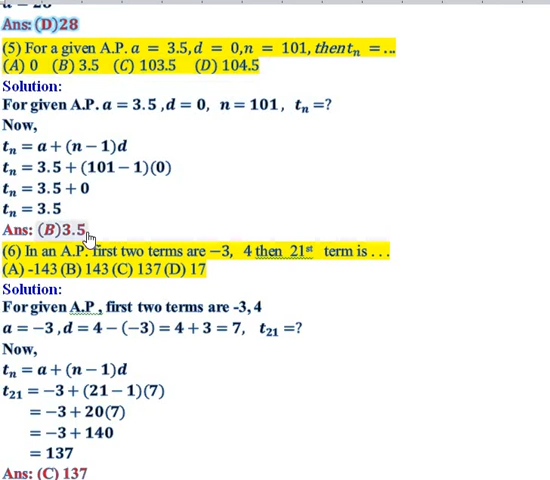 Ans: (D)28
(5) For a given A.P. a = 3.5, d = 0, n = 101, then tₙ = ...
(A) 0 (B) 3.5 (C) 103.5 (D) 104.5
Solution:
For given A.P. a = 3.5 , d = 0, n = 101, tₙ =?
Now,
tₙ = a + (n − 1)d
tₙ = 3.5 + (101 − 1)(0)
tₙ = 3.5 + 0
tₙ = 3.5
Ans: (B)3.5
(6) In an A.P. first two terms are −3, 4 then 21ˢᵗ term is . . .
(A) -143 (B) 143 (C) 137 (D) 17
Solution:
For given A.P , first two terms are -3, 4
a = −3 , d = 4 − (−3) = 4 + 3 = 7, t₂₁ =?
Now,
tₙ = a + (n − 1)d
t₂₁ = −3 + (21 − 1)(7)
= −3 + 20(7)
= −3 + 140
= 137
Ans: (C) 137